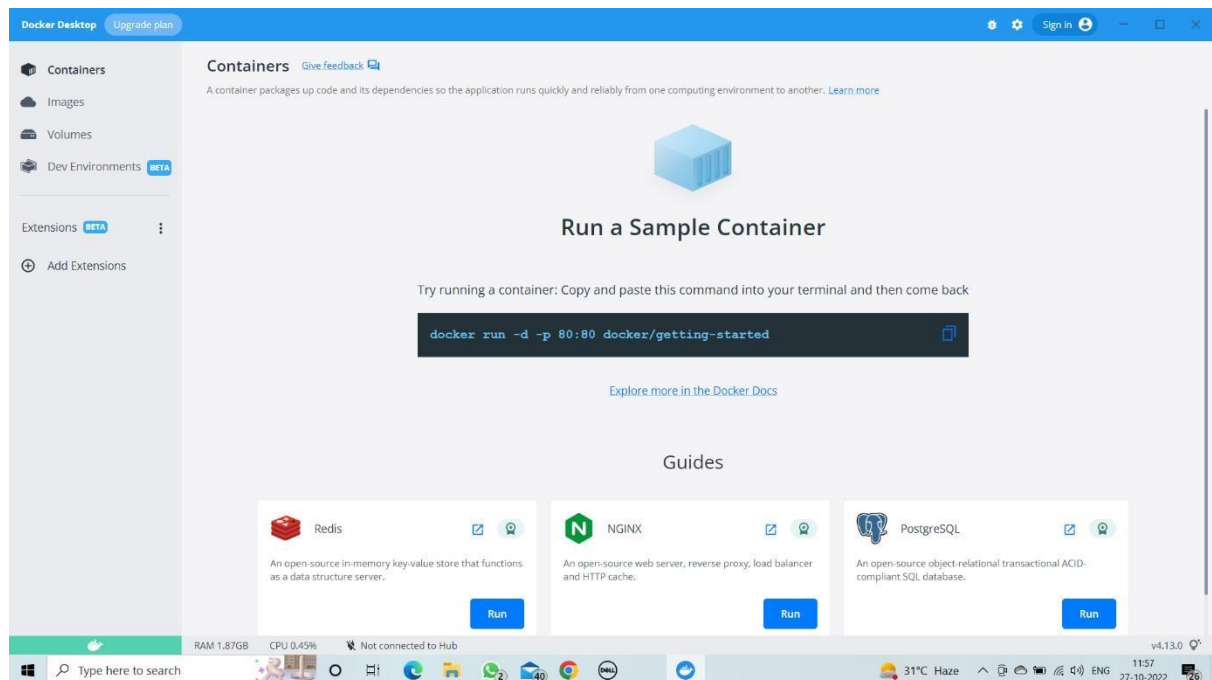 Docker Desktop Upgrade plan Sign in
Containers
Images
Volumes
Dev Environments BETA
Extensions BETA
Add Extensions
Containers Give feedback
A container packages up code and its dependencies so the application runs quickly and reliably from one computing environment to another. Learn more
Run a Sample Container
Try running a container: Copy and paste this command into your terminal and then come back
docker run -d -p 80:80 docker/getting-started
Explore more in the Docker Docs
Guides
Redis
An open-source in-memory key-value store that functions
as a data structure server.
Run
NGINX
An open-source web server, reverse proxy, load balancer
and HTTP cache.
Run
PostgreSQL
An open-source object-relational transactional ACID-
compliant SQL database.
Run
RAM 1.87GB CPU 0.45% Not connected to Hub v4.13.0
Type here to search 2 40 DELL 31°C Haze ENG 11:57
27-10-2022 26